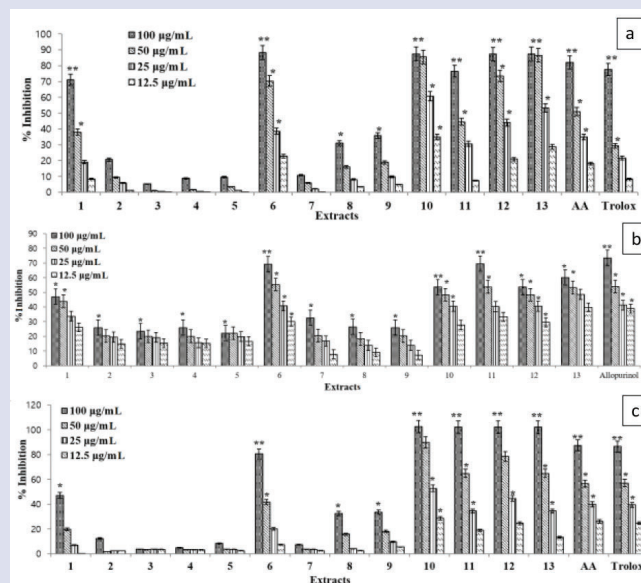 a
100 µg/mL
50 µg/mL
25 µg/mL
12.5 µg/mL
% Inhibition
100
90
80
70
60
50
40
30
20
10
0
** * * ** * * * * * ** * * ** * * * ** * * * ** * * * ** * *
1 2 3 4 5 6 7 8 9 10 11 12 13 AA Trolox
Extracts
b
100 µg/mL
50 µg/mL
25 µg/mL
12.5 µg/mL
%Inhibition
90
80
70
60
50
40
30
20
10
0
1 2 3 4 5 6 7 8 9 10 11 12 13 Allopurinol
Extracts
c
100 µg/mL
50 µg/mL
25 µg/mL
12.5 µg/mL
% Inhibition
120
100
80
60
40
20
0
1 2 3 4 5 6 7 8 9 10 11 12 13 AA Trolox
Extracts